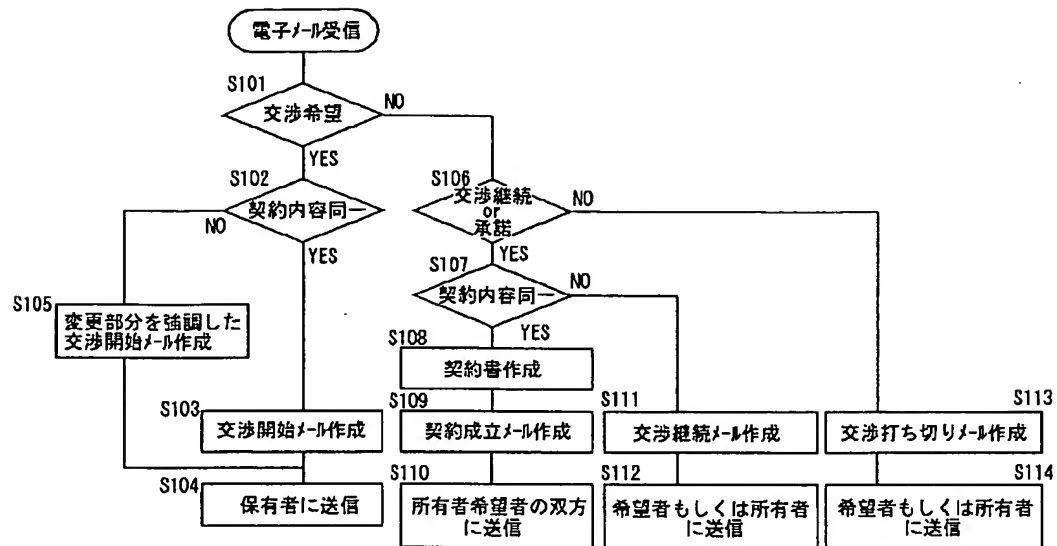 電子メール受信
S101
交渉希望
NO
YES
S102
契約内容同一
NO
YES
S106
交渉継続
or
承諾
NO
YES
S107
契約内容同一
NO
YES
S105
変更部分を強調した
交渉開始メール作成
S108
契約書作成
S103
交渉開始メール作成
S109
契約成立メール作成
S111
交渉継続メール作成
S113
交渉打ち切りメール作成
S104
保有者に送信
S110
所有者希望者の双方
に送信
S112
希望者もしくは所有者
に送信
S114
希望者もしくは所有者
に送信